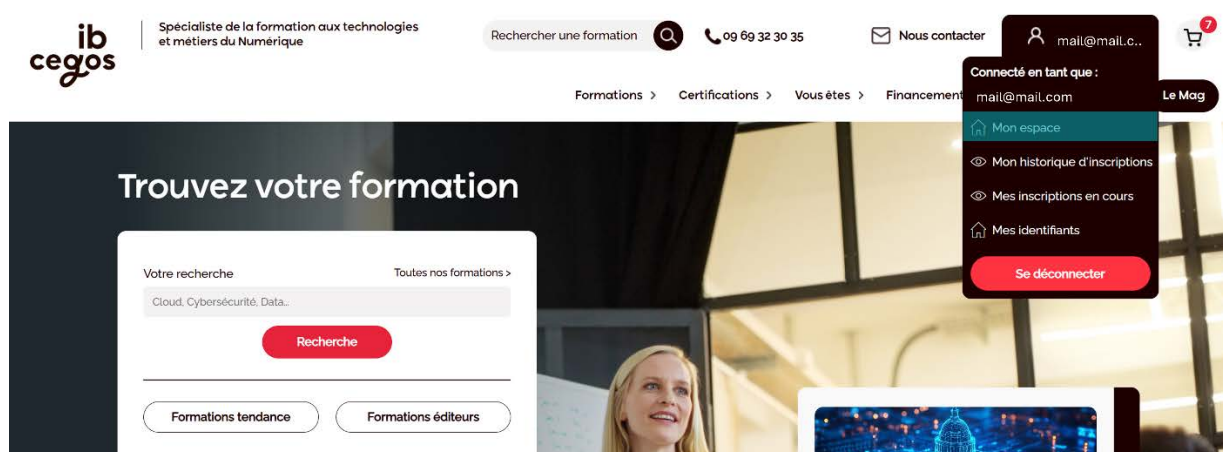 ib
cegos
Spécialiste de la formation aux technologies
et métiers du Numérique
Rechercher une formation
09 69 32 30 35
Nous contacter
mail@mail.c..
7
Formations >
Certifications >
Vous êtes >
Financement
Le Mag
Connecté en tant que :
mail@mail.com
Mon espace
Mon historique d'inscriptions
Mes inscriptions en cours
Mes identifiants
Se déconnecter
Trouvez votre formation
Votre recherche
Toutes nos formations >
Cloud, Cybersécurité, Data...
Recherche
Formations tendance
Formations éditeurs